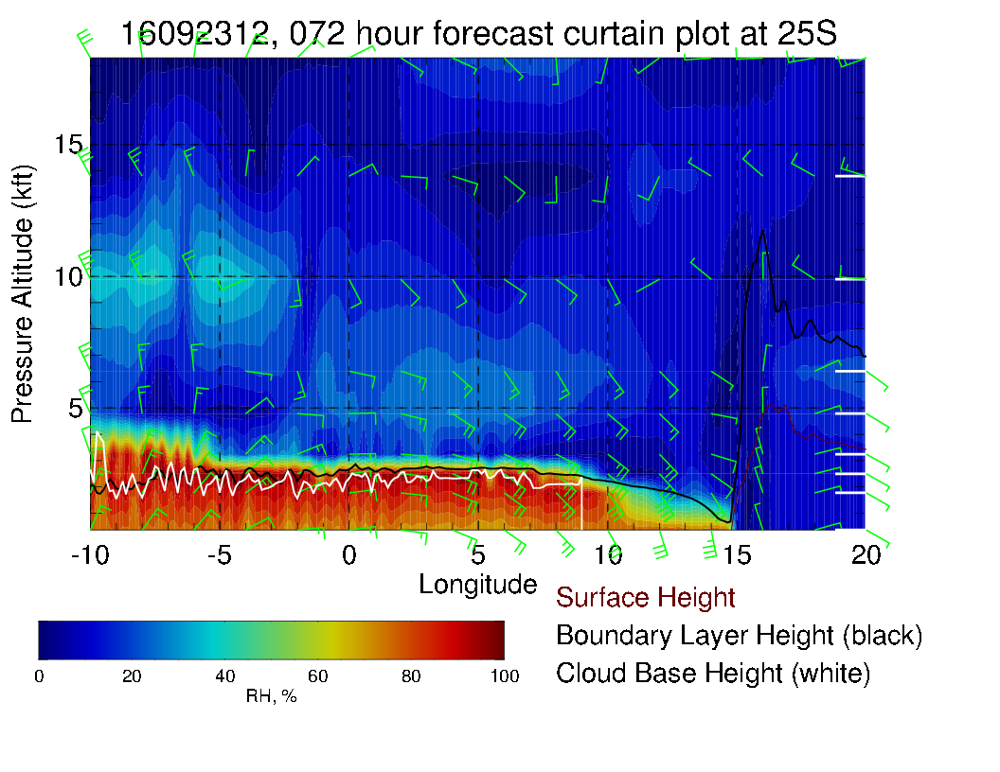 16092312, 072 hour forecast curtain plot at 25S
Pressure Altitude (kft)
15
10
5
-10 -5 0 5 10 15 20
Longitude
Surface Height
Boundary Layer Height (black)
Cloud Base Height (white)
0 20 40 60 80 100
RH, %